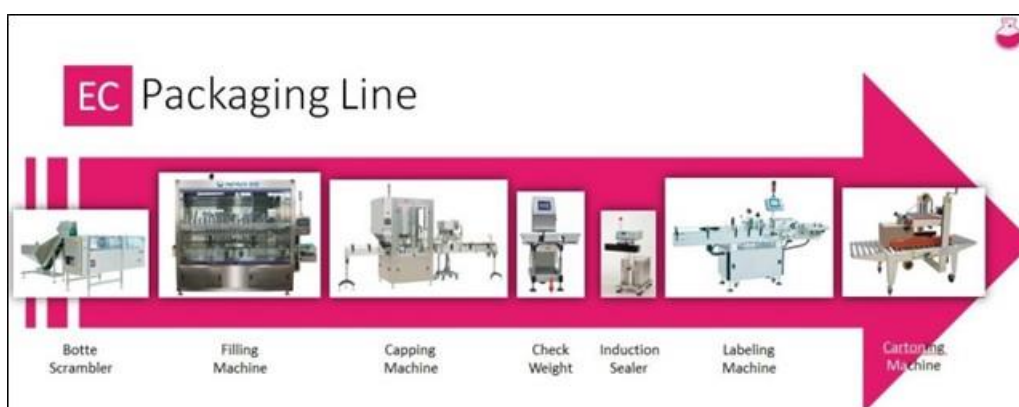 EC Packaging Line
Botte
Scrambler
Filling
Machine
Capping
Machine
Check
Weight
Induction
Sealer
Labeling
Machine
Cartoning
Machine